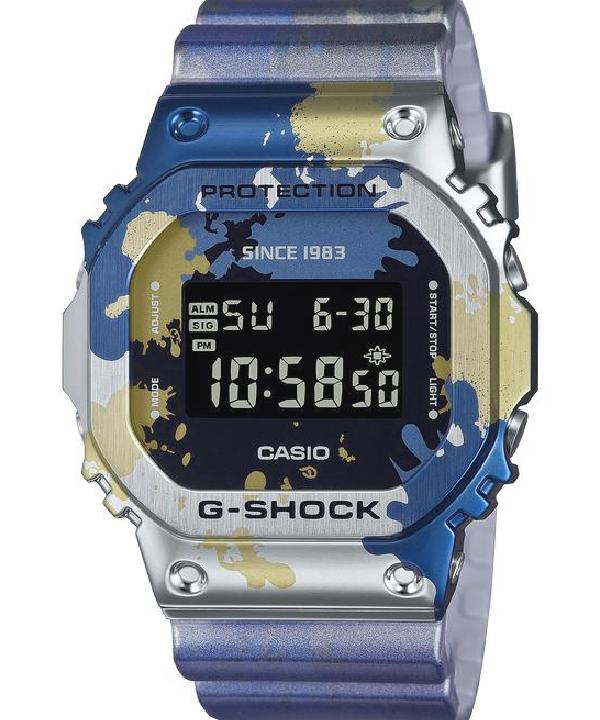 PROTECTION
SINCE 1983
ADJUST
START/STOP
ALM
SIG
SU 6-30
PM
10:58 50
MODE
LIGHT
CASIO
G-SHOCK